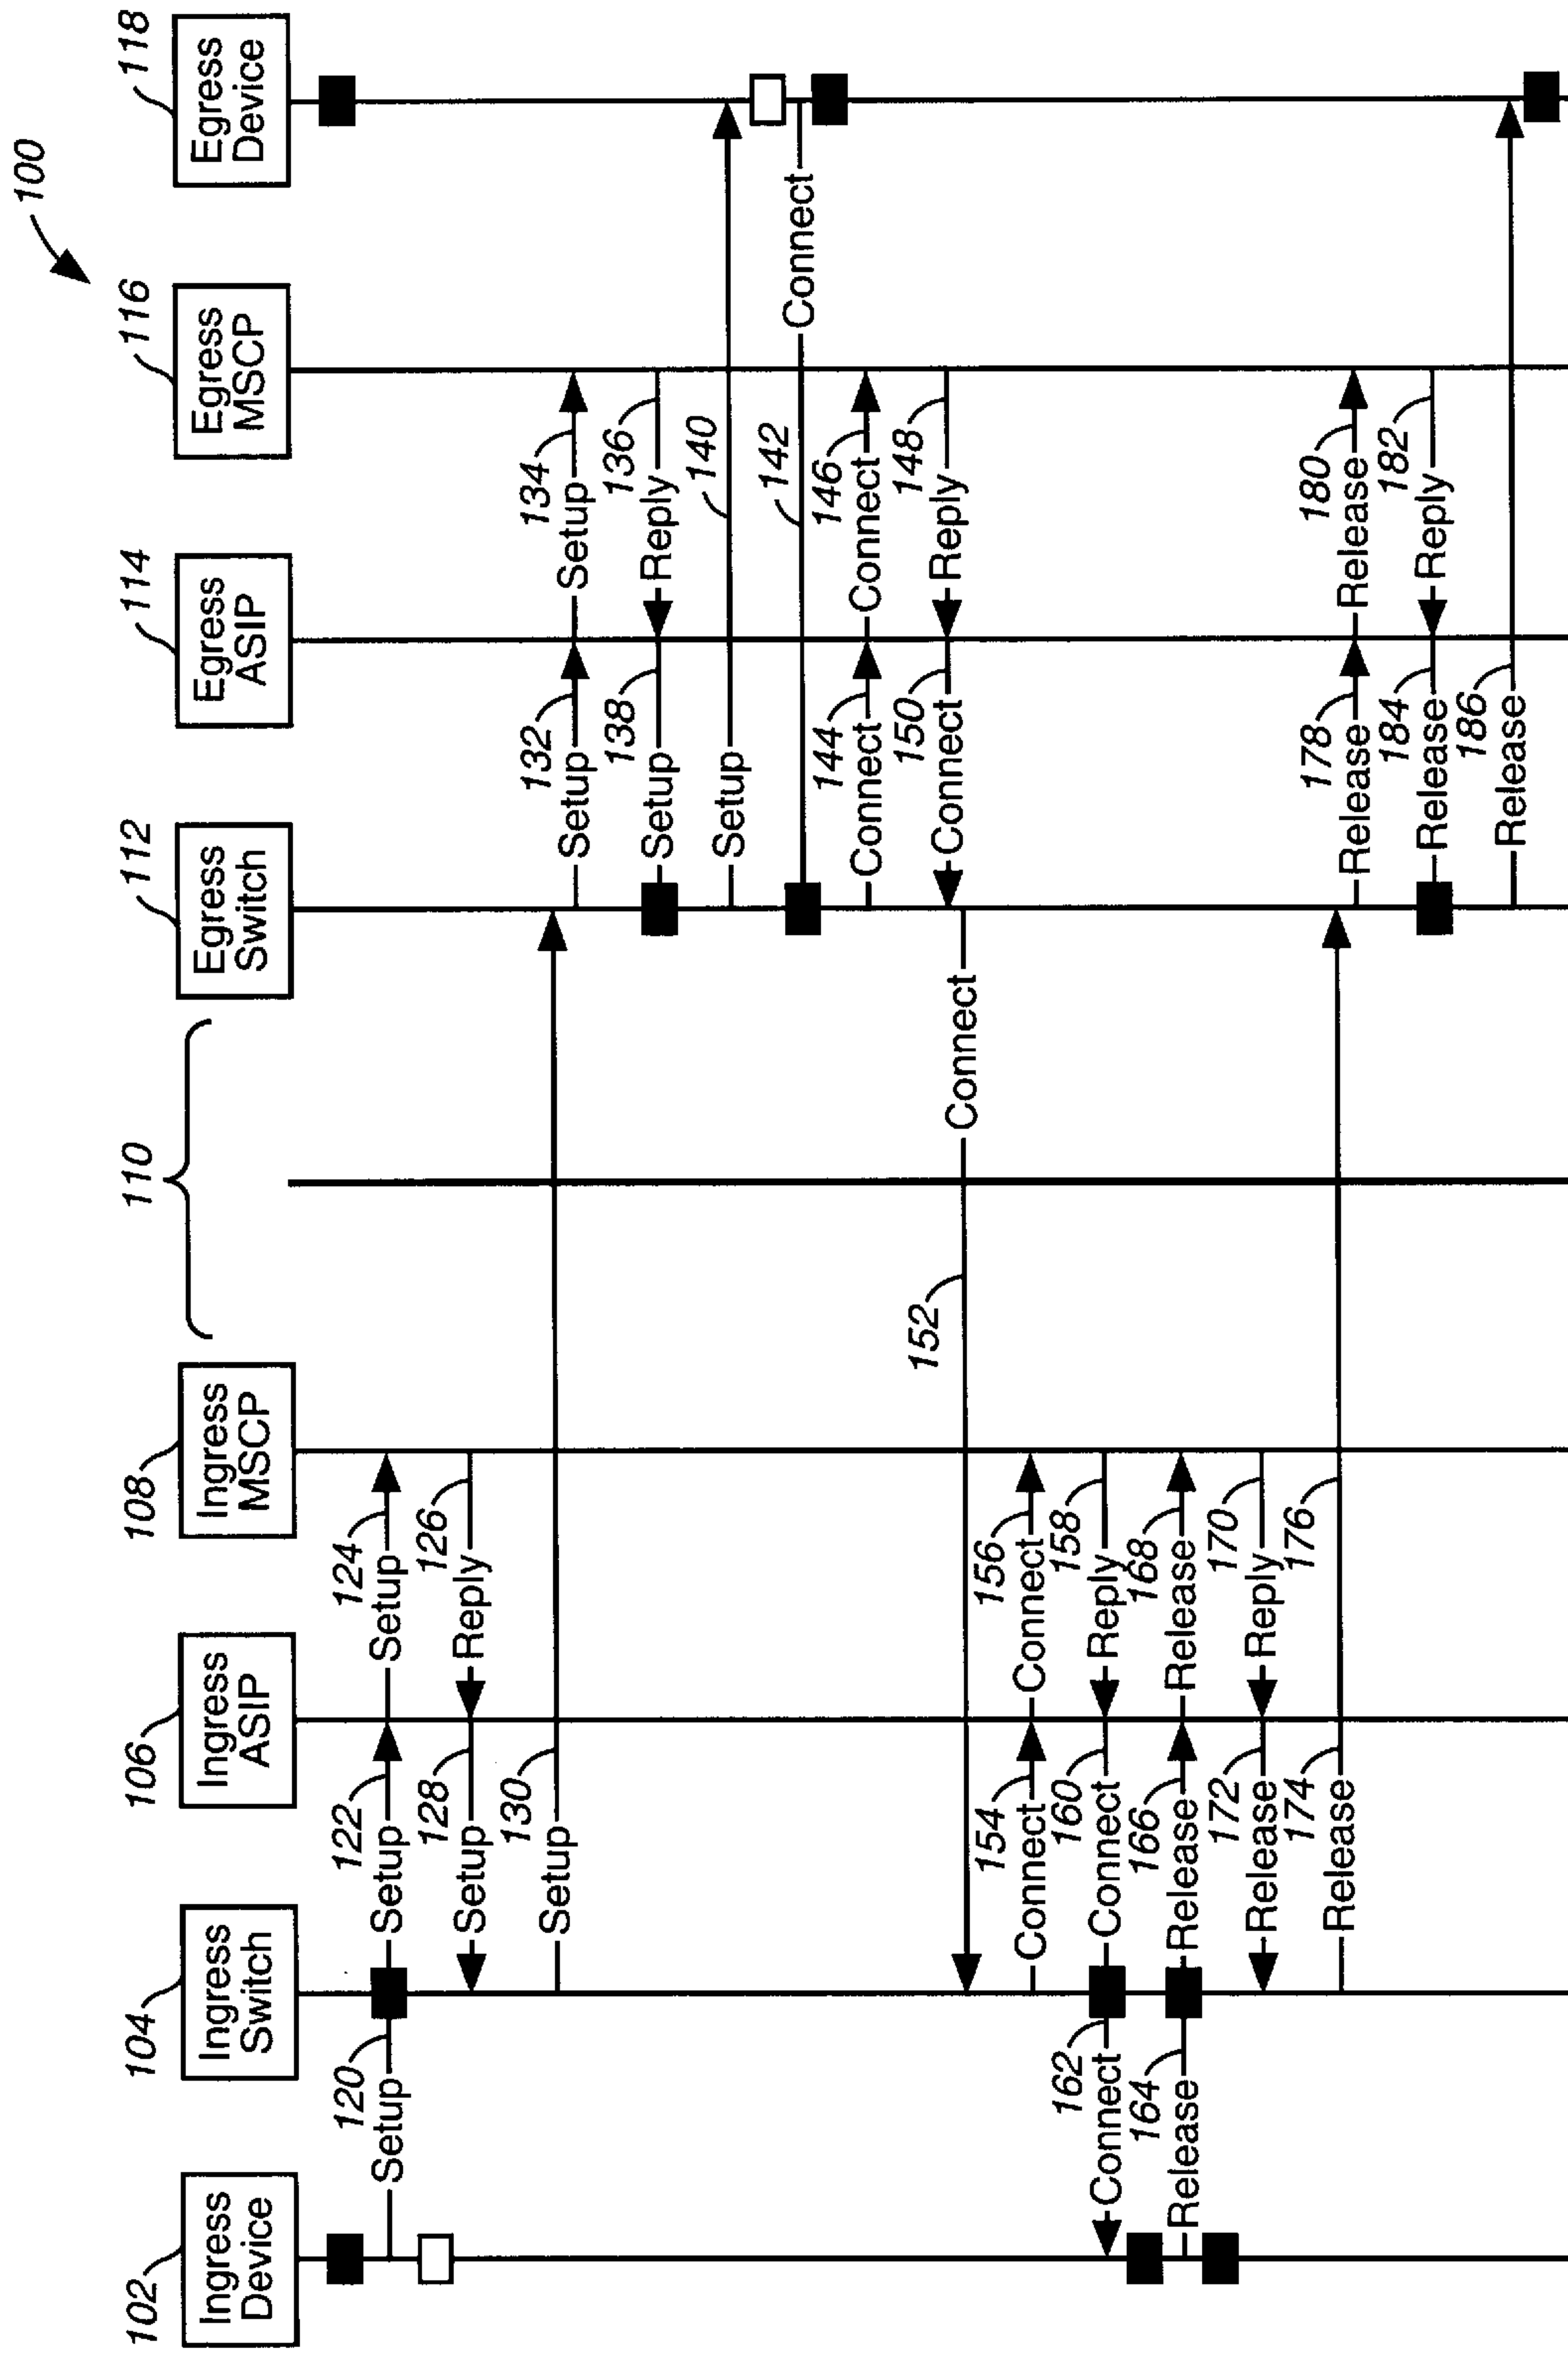 100
102
Ingress
Device
104
Ingress
Switch
106
Ingress
ASIP
108
Ingress
MSCP
110
112
Egress
Switch
114
Egress
ASIP
116
Egress
MSCP
118
Egress
Device
120
Setup
122
Setup
124
Setup
126
Reply
128
Setup
130
Setup
132
Setup
134
Setup
136
Reply
138
Setup
140
Setup
142
Connect
144
Connect
146
Connect
148
Reply
150
Connect
152
Connect
154
Connect
156
Connect
158
Reply
160
Connect
162
Connect
164
Release
166
Release
168
Release
170
Reply
172
Release
174
Release
176
178
Release
180
Release
182
Reply
184
Release
186
Release